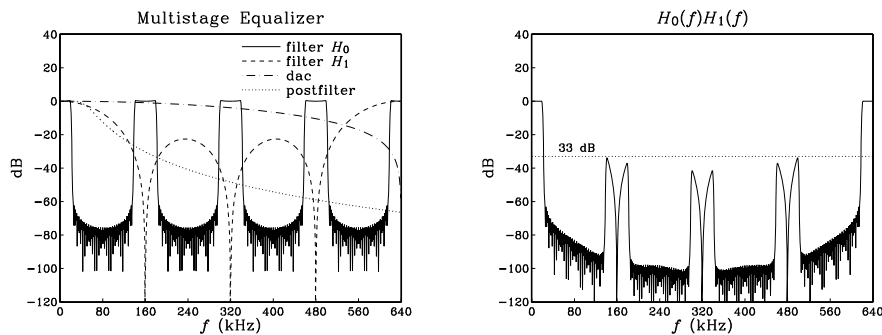 Multistage Equalizer
40
20
0
−20
−40
−60
−80
−100
−120
dB
filter H0
filter H1
dac
postfilter
0 80 160 240 320 400 480 560 640
f (kHz)
H0(f)H1(f)
40
20
0
−20
−40
−60
−80
−100
−120
dB
33 dB
0 80 160 240 320 400 480 560 640
f (kHz)